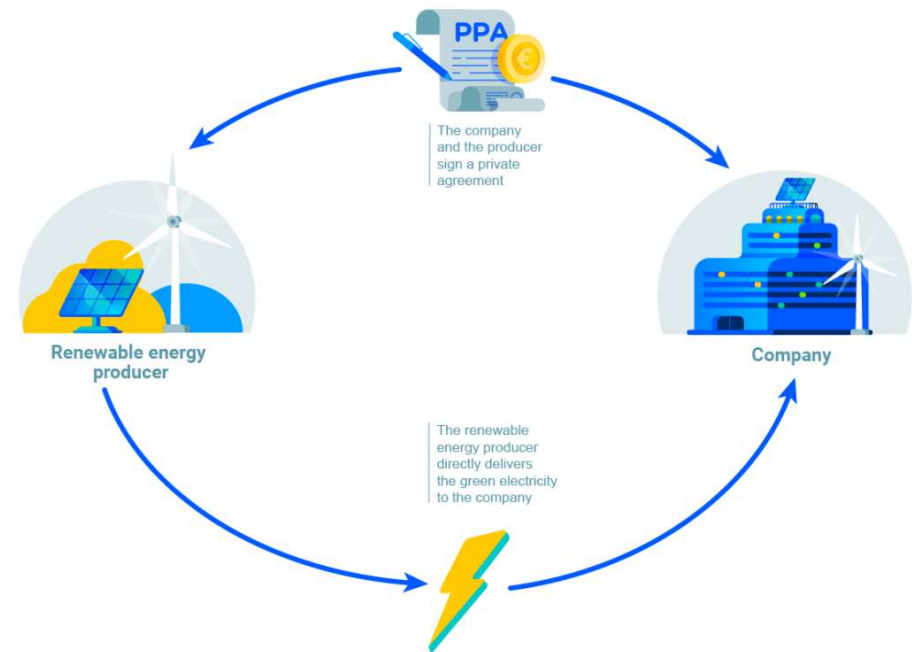 PPA
€
The company
and the producer
sign a private
agreement
Renewable energy
producer
Company
The renewable
energy producer
directly delivers
the green electricity
to the company